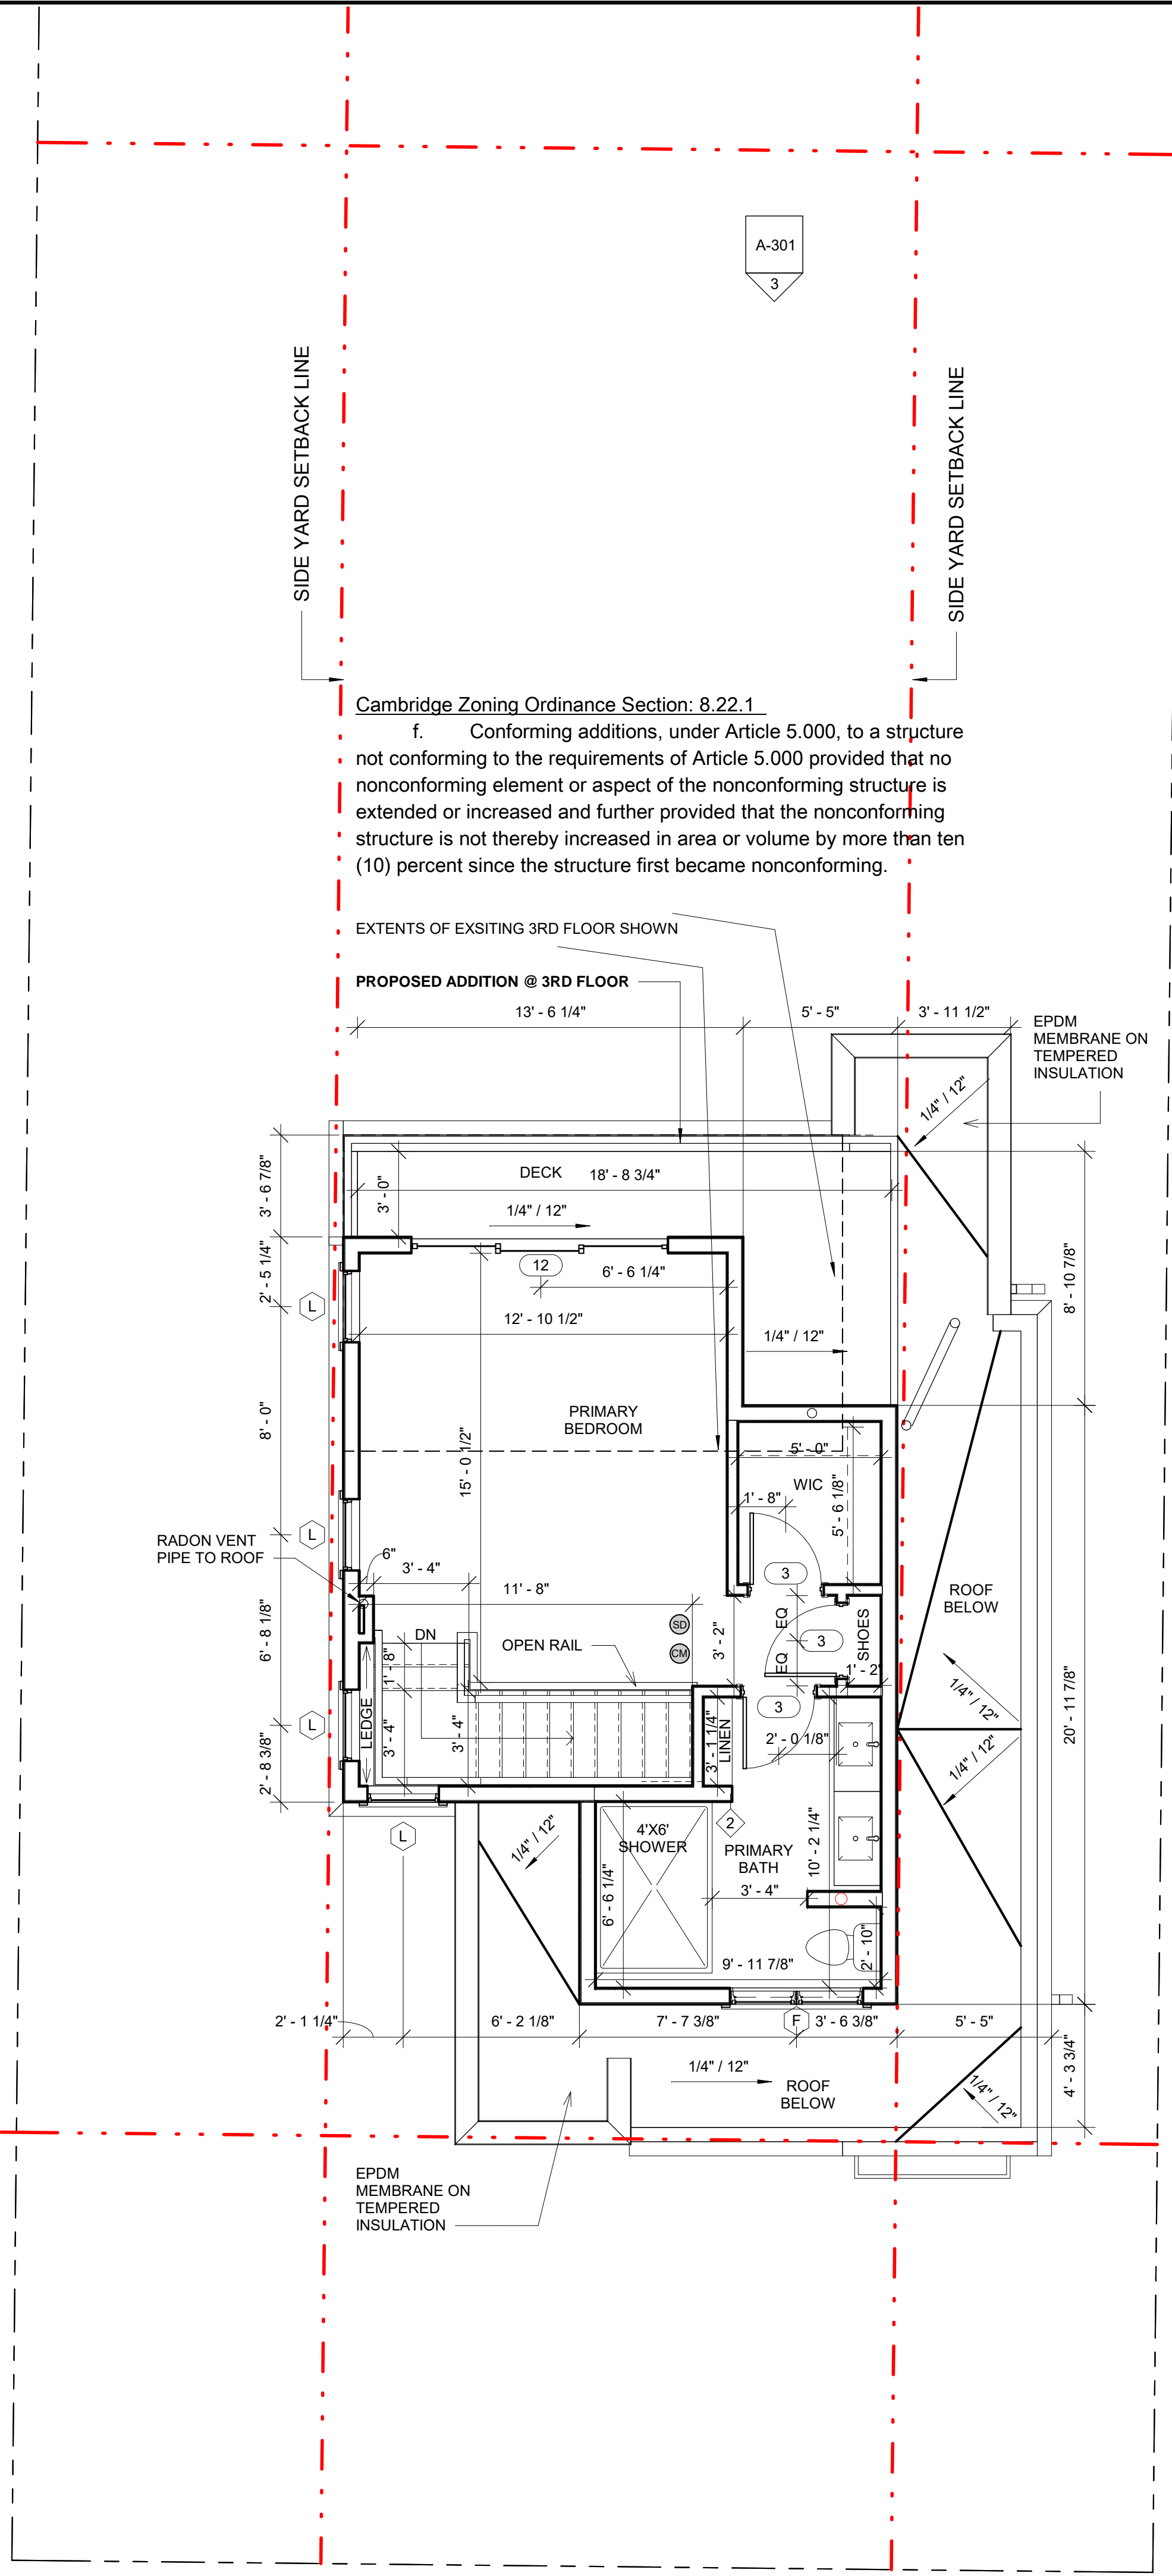 A-301
3
SIDE YARD SETBACK LINE
SIDE YARD SETBACK LINE
Cambridge Zoning Ordinance Section: 8.22.1
f. Conforming additions, under Article 5.000, to a structure
not conforming to the requirements of Article 5.000 provided that no
nonconforming element or aspect of the nonconforming structure is
extended or increased and further provided that the nonconforming
structure is not thereby increased in area or volume by more than ten
(10) percent since the structure first became nonconforming.
EXTENTS OF EXSITING 3RD FLOOR SHOWN
PROPOSED ADDITION @ 3RD FLOOR
13' - 6 1/4"
5' - 5"
3' - 11 1/2"
EPDM
MEMBRANE ON
TEMPERED
INSULATION
1/4" / 12"
3' - 6 7/8"
3' - 0"
DECK
18' - 8 3/4"
1/4" / 12"
2' - 5 1/4"
12
6' - 6 1/4"
8' - 10 7/8"
L
12' - 10 1/2"
1/4" / 12"
8' - 0"
PRIMARY
BEDROOM
15' - 0 1/2"
5' - 0"
WIC
1' - 8"
5' - 6 1/8"
L
RADON VENT
PIPE TO ROOF
6"
3' - 4"
11' - 8"
3
ROOF
BELOW
6' - 8 1/8"
SD
CM
3' - 2"
EQ
EQ
3
SHOES
DN
OPEN RAIL
1' - 8"
1' - 2"
1/4" / 12"
20' - 11 7/8"
L
LEDGE
3' - 4"
3' - 4"
3' - 1 1/4"
LINEN
3
2' - 0 1/8"
1/4" / 12"
2' - 8 3/8"
L
1/4" / 12"
4'X6'
SHOWER
2
PRIMARY
BATH
10' - 2 1/4"
6' - 6 1/4"
3' - 4"
2' - 10"
9' - 11 7/8"
2' - 1 1/4"
6' - 2 1/8"
7' - 7 3/8"
F
3' - 6 3/8"
5' - 5"
4' - 3 3/4"
1/4" / 12"
ROOF
BELOW
1/4" / 12"
EPDM
MEMBRANE ON
TEMPERED
INSULATION